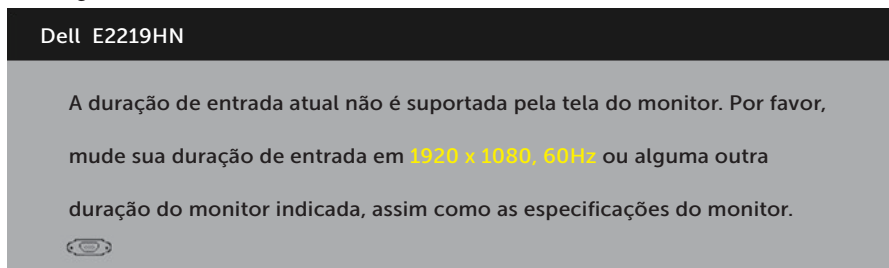 Dell E2219HN
A duração de entrada atual não é suportada pela tela do monitor. Por favor,
mude sua duração de entrada em 1920 x 1080, 60Hz ou alguma outra
duração do monitor indicada, assim como as especificações do monitor.